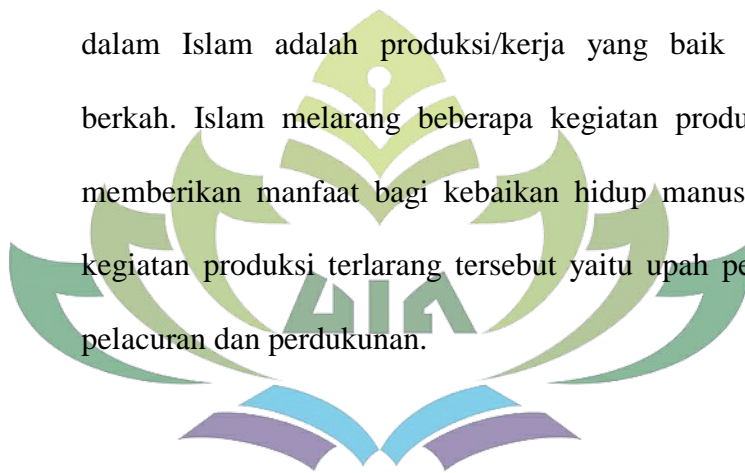 dalam Islam adalah produksi/kerja yang baik
berkah. Islam melarang beberapa kegiatan produ
memberikan manfaat bagi kebaikan hidup manus
kegiatan produksi terlarang tersebut yaitu upah pe
UIA
pelacuran dan perdukunan.